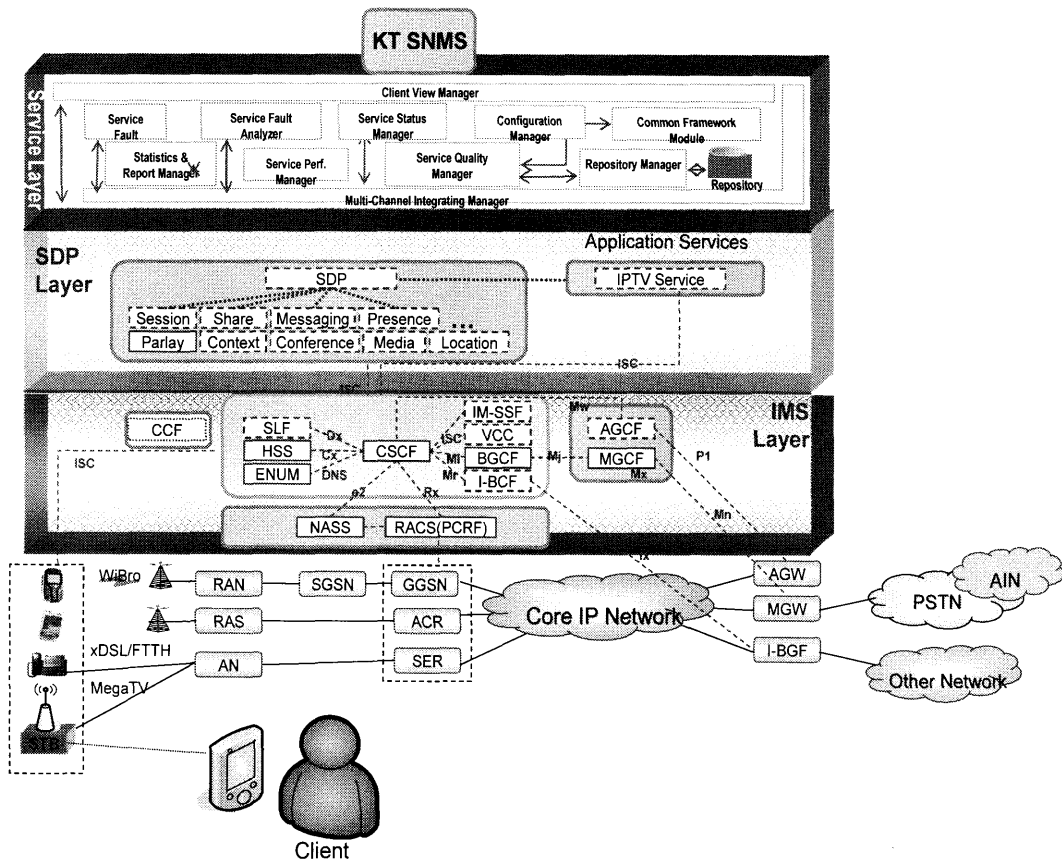 KT SNMS
Service Layer
Client View Manager
Service
Fault
Service Fault
Analyzer
Service Status
Manager
Configuration
Manager
Common Framework
Module
Statistics &
Report Manager
Service Perf.
Manager
Service Quality
Manager
Repository Manager
Repository
Multi-Channel Integrating Manager
SDP
Layer
Application Services
SDP
IPTV Service
Session
Share
Messaging
Presence
...
Parlay
Context
Conference
Media
Location
ISC
ISC
IMS
Layer
CCF
ISC
SLF
HSS
ENUM
Dx
Cx
DNS
CSCF
ISC
Mi
Mr
IM-SSF
VCC
BGCF
I-BCF
Mw
Mj
AGCF
MGCF
Mx
P1
Mn
e2
Rx
NASS
RACS(PCRF)
WiBro
RAN
SGSN
GGSN
RAS
ACR
xDSL/FTTH
AN
SER
MegaTV
STB
Core IP Network
AGW
MGW
I-BGF
PSTN
AIN
Other Network
Client